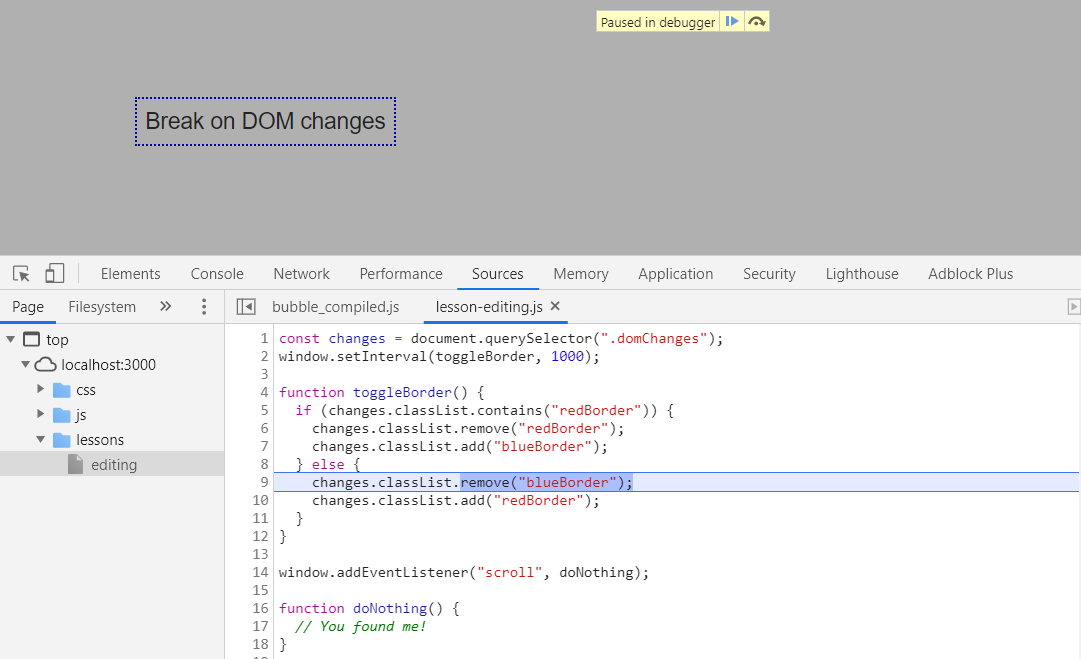 Paused in debugger
Break on DOM changes
Elements Console Network Performance Sources Memory Application Security Lighthouse Adblock Plus
Page Filesystem » bubble_compiled.js lesson-editing.js ×
top
localhost:3000
css
js
lessons
editing
1 const changes = document.querySelector(".domChanges");
2 window.setInterval(toggleBorder, 1000);
3
4 function toggleBorder() {
5   if (changes.classList.contains("redBorder")) {
6     changes.classList.remove("redBorder");
7     changes.classList.add("blueBorder");
8   } else {
9     changes.classList.remove("blueBorder");
10     changes.classList.add("redBorder");
11   }
12 }
13
14 window.addEventListener("scroll", doNothing);
15
16 function doNothing() {
17   // You found me!
18 }